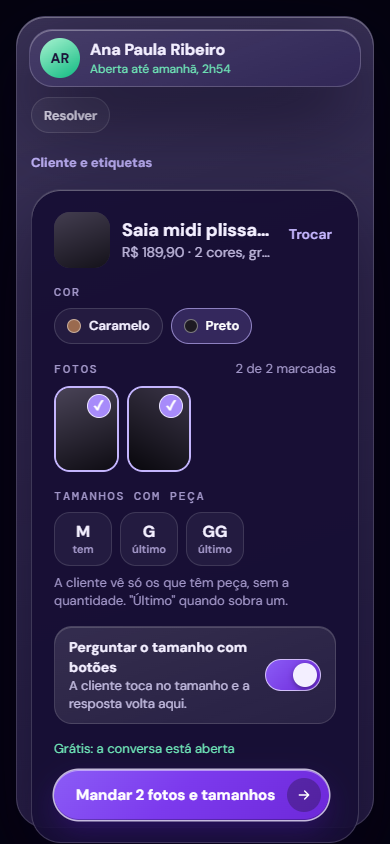 AR
Ana Paula Ribeiro
Aberta até amanhã, 2h54
Resolver
Cliente e etiquetas
Saia midi plissa...
Trocar
R$ 189,90 · 2 cores, gr...
COR
Caramelo
Preto
FOTOS
2 de 2 marcadas
TAMANHOS COM PEÇA
M
G
GG
tem
último
último
A cliente vê só os que têm peça, sem a
quantidade. "Último" quando sobra um.
Perguntar o tamanho com
botões
A cliente toca no tamanho e a
resposta volta aqui.
Grátis: a conversa está aberta
Mandar 2 fotos e tamanhos